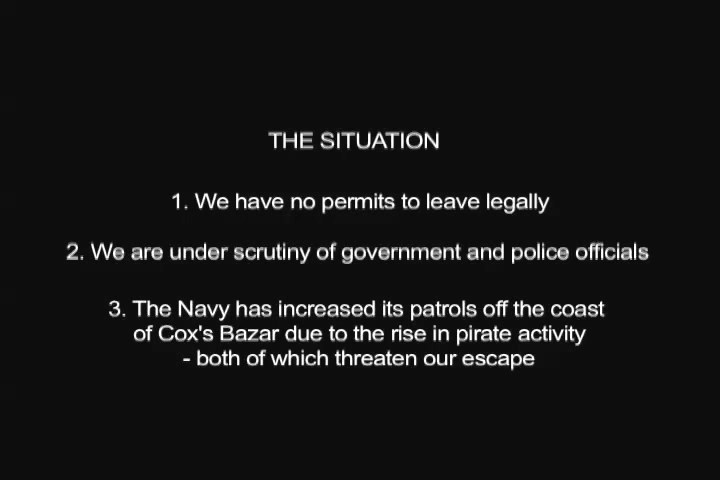 THE SITUATION
1. We have no permits to leave legally
2. We are under scrutiny of government and police officials
3. The Navy has increased its patrols off the coast
of Cox's Bazar due to the rise in pirate activity
- both of which threaten our escape